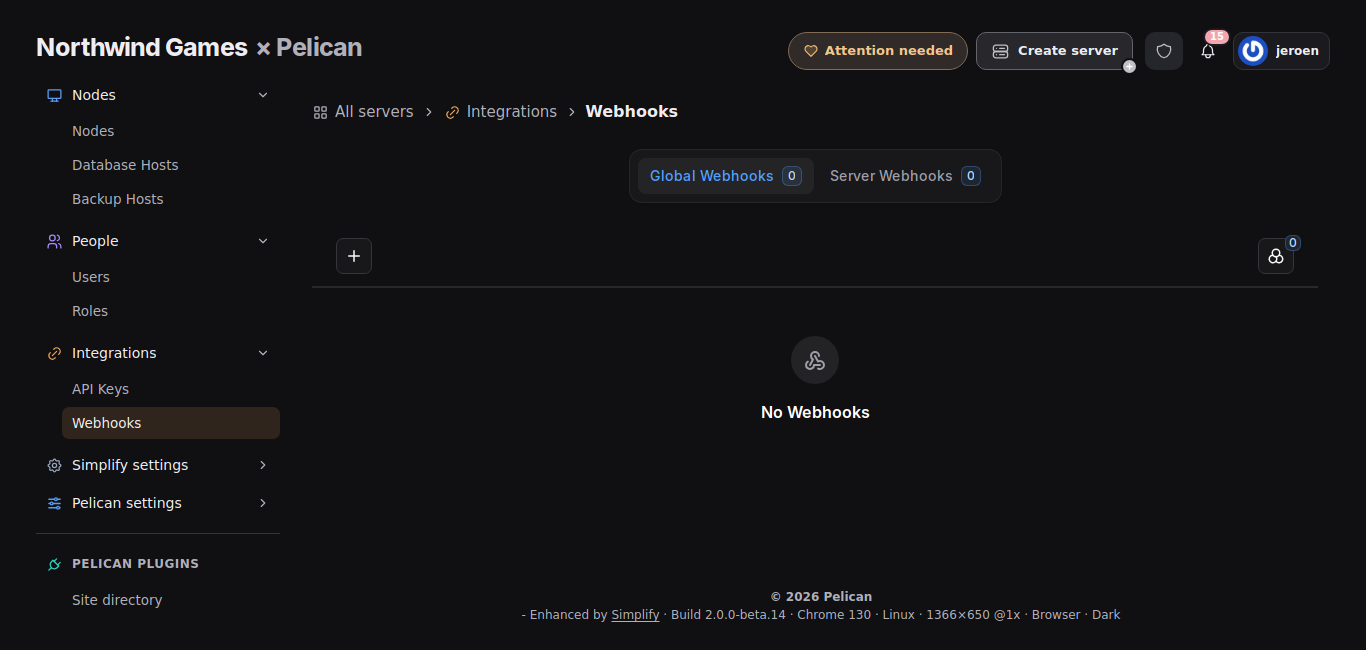 Northwind Games × Pelican
Attention needed
Create server
15
jeroen
Nodes
Nodes
Database Hosts
Backup Hosts
People
Users
Roles
Integrations
API Keys
Webhooks
Simplify settings
Pelican settings
PELICAN PLUGINS
Site directory
All servers > Integrations > Webhooks
Global Webhooks 0
Server Webhooks 0
0
No Webhooks
© 2026 Pelican
- Enhanced by Simplify · Build 2.0.0-beta.14 · Chrome 130 · Linux · 1366×650 @1x · Browser · Dark